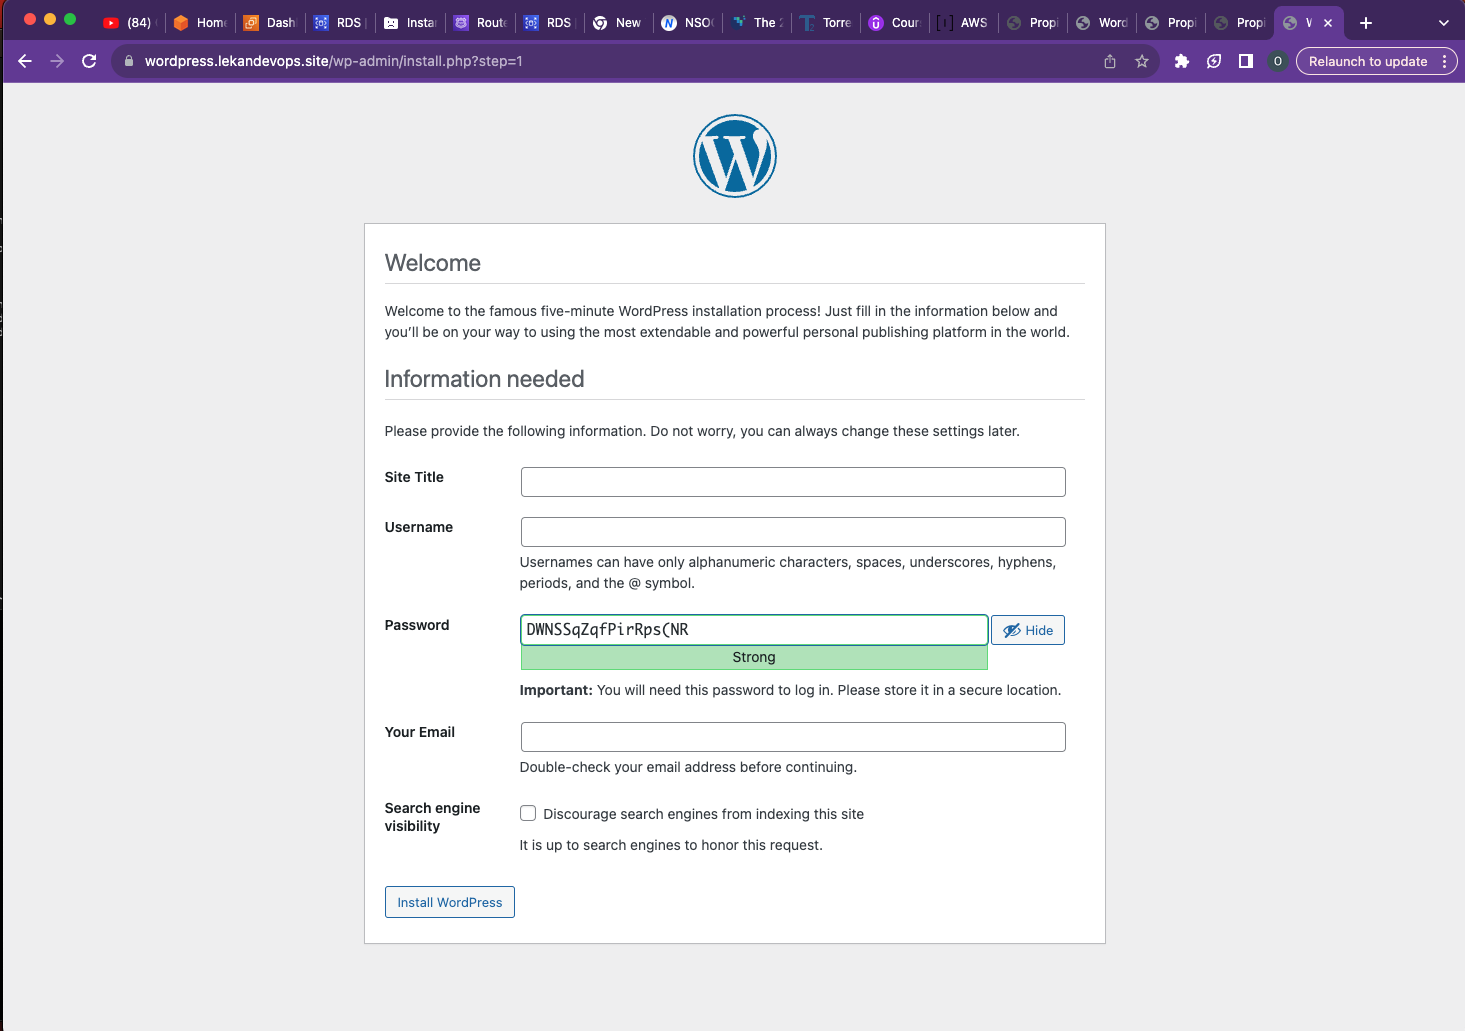 (84)
Home
Dash
RDS
Instar
Route
RDS
New
NSO
The
Torre
Cour
AWS
Propi
Word
Propi
Propi
wordpress.lekandevops.site/wp-admin/install.php?step=1
O
Relaunch to update
Welcome
Welcome to the famous five-minute WordPress installation process! Just fill in the information below and
you’ll be on your way to using the most extendable and powerful personal publishing platform in the world.
Information needed
Please provide the following information. Do not worry, you can always change these settings later.
Site Title
Username
Usernames can have only alphanumeric characters, spaces, underscores, hyphens,
periods, and the @ symbol.
Password
DWNSSqZqfPirRps(NR
Hide
Strong
Important: You will need this password to log in. Please store it in a secure location.
Your Email
Double-check your email address before continuing.
Search engine
visibility
Discourage search engines from indexing this site
It is up to search engines to honor this request.
Install WordPress